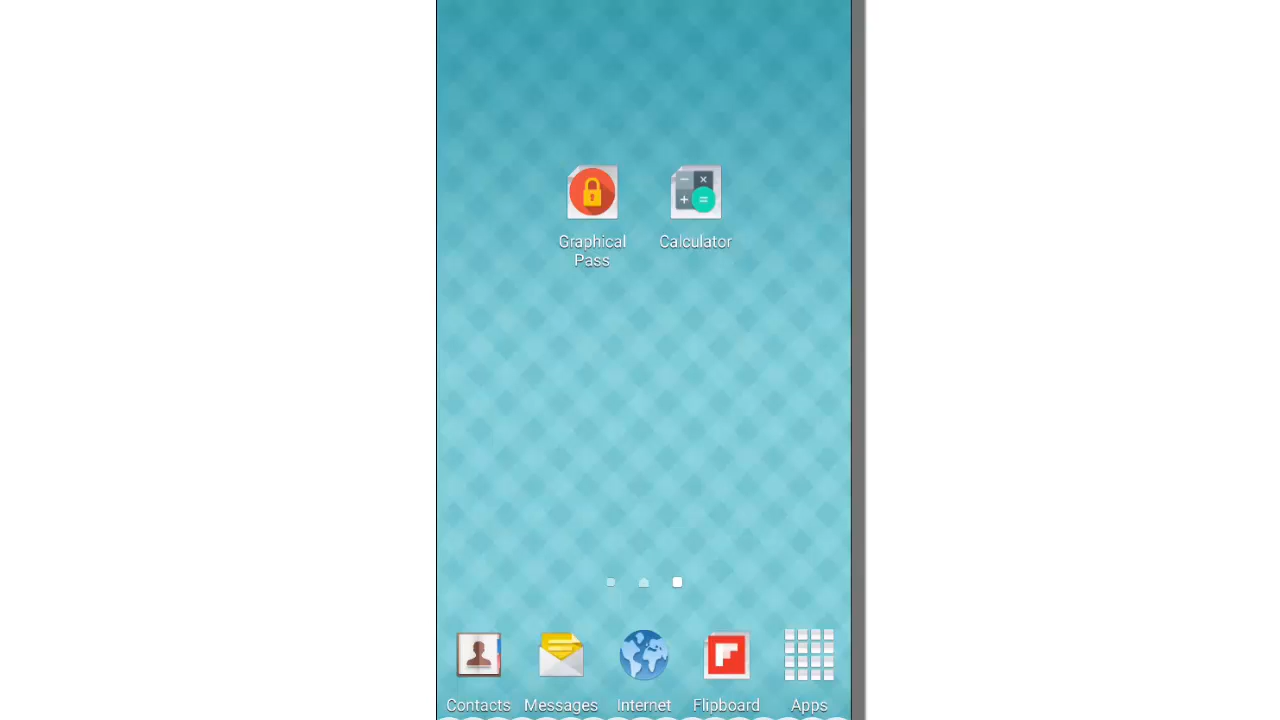 Graphical
Pass
Calculator
Contacts
Messages
Internet
Flipboard
Apps